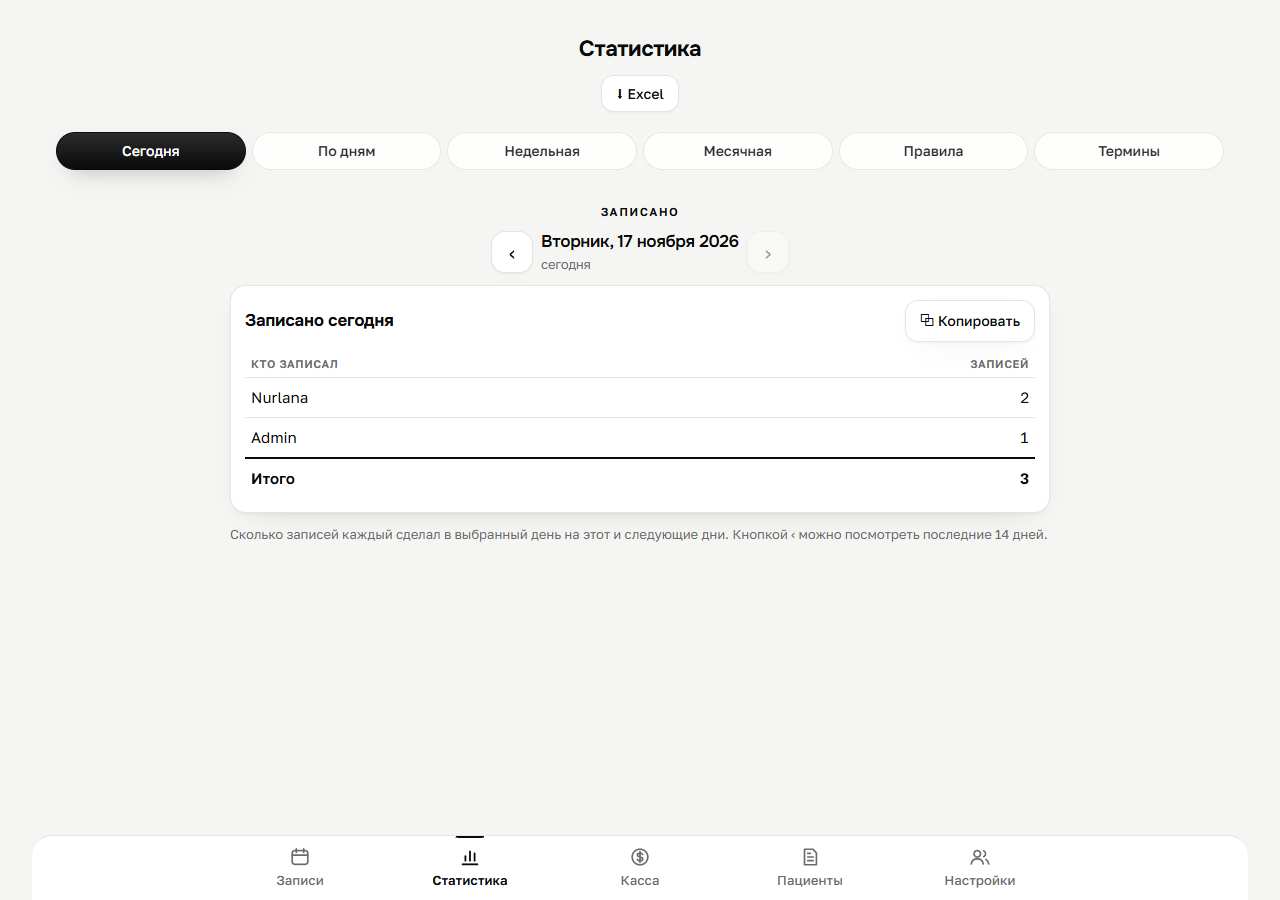 Статистика
⭳ Excel
Сегодня
По дням
Недельная
Месячная
Правила
Термины
ЗАПИСАНО
‹
Вторник, 17 ноября 2026
сегодня
›
Записано сегодня
Копировать
КТО ЗАПИСАЛ ЗАПИСЕЙ
Nurlana 2
Admin 1
Итого 3
Сколько записей каждый сделал в выбранный день на этот и следующие дни. Кнопкой ‹ можно посмотреть последние 14 дней.
Записи
Статистика
Касса
Пациенты
Настройки